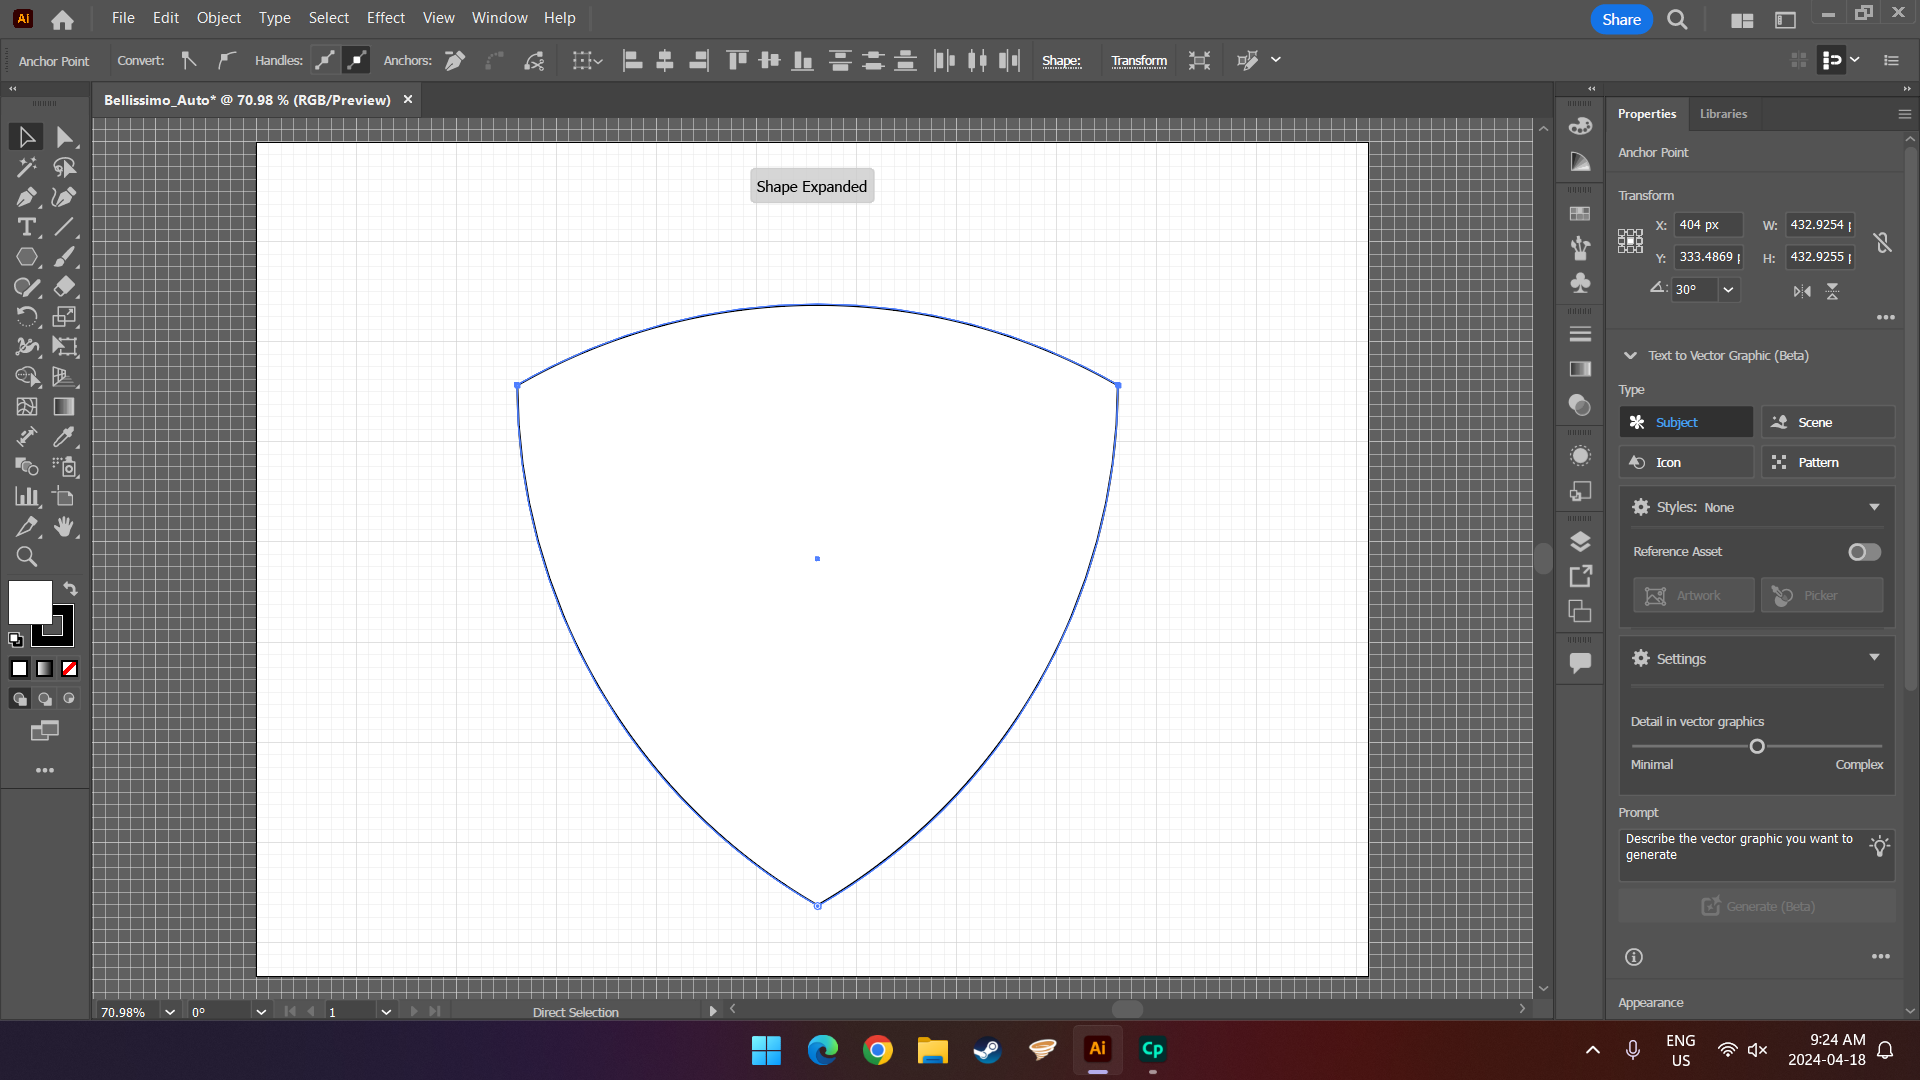 Ai File Edit Object Type Select Effect View Window Help Share
Anchor Point Convert: Handles: Anchors: Shape: Transform
Bellissimo_Auto* @ 70.98 % (RGB/Preview) ×
Shape Expanded
Properties Libraries
Anchor Point
Transform
X: 404 px W: 432.9254
Y: 333.4869 H: 432.9255
30°
Text to Vector Graphic (Beta)
Type
Subject Scene
Icon Pattern
Styles: None
Reference Asset
Artwork Picker
Settings
Detail in vector graphics
Minimal Complex
Prompt
Describe the vector graphic you want to
generate
Generate (Beta)
Appearance
70.98% 0° 1 Direct Selection
Ai Cp
ENG
US
9:24 AM
2024-04-18